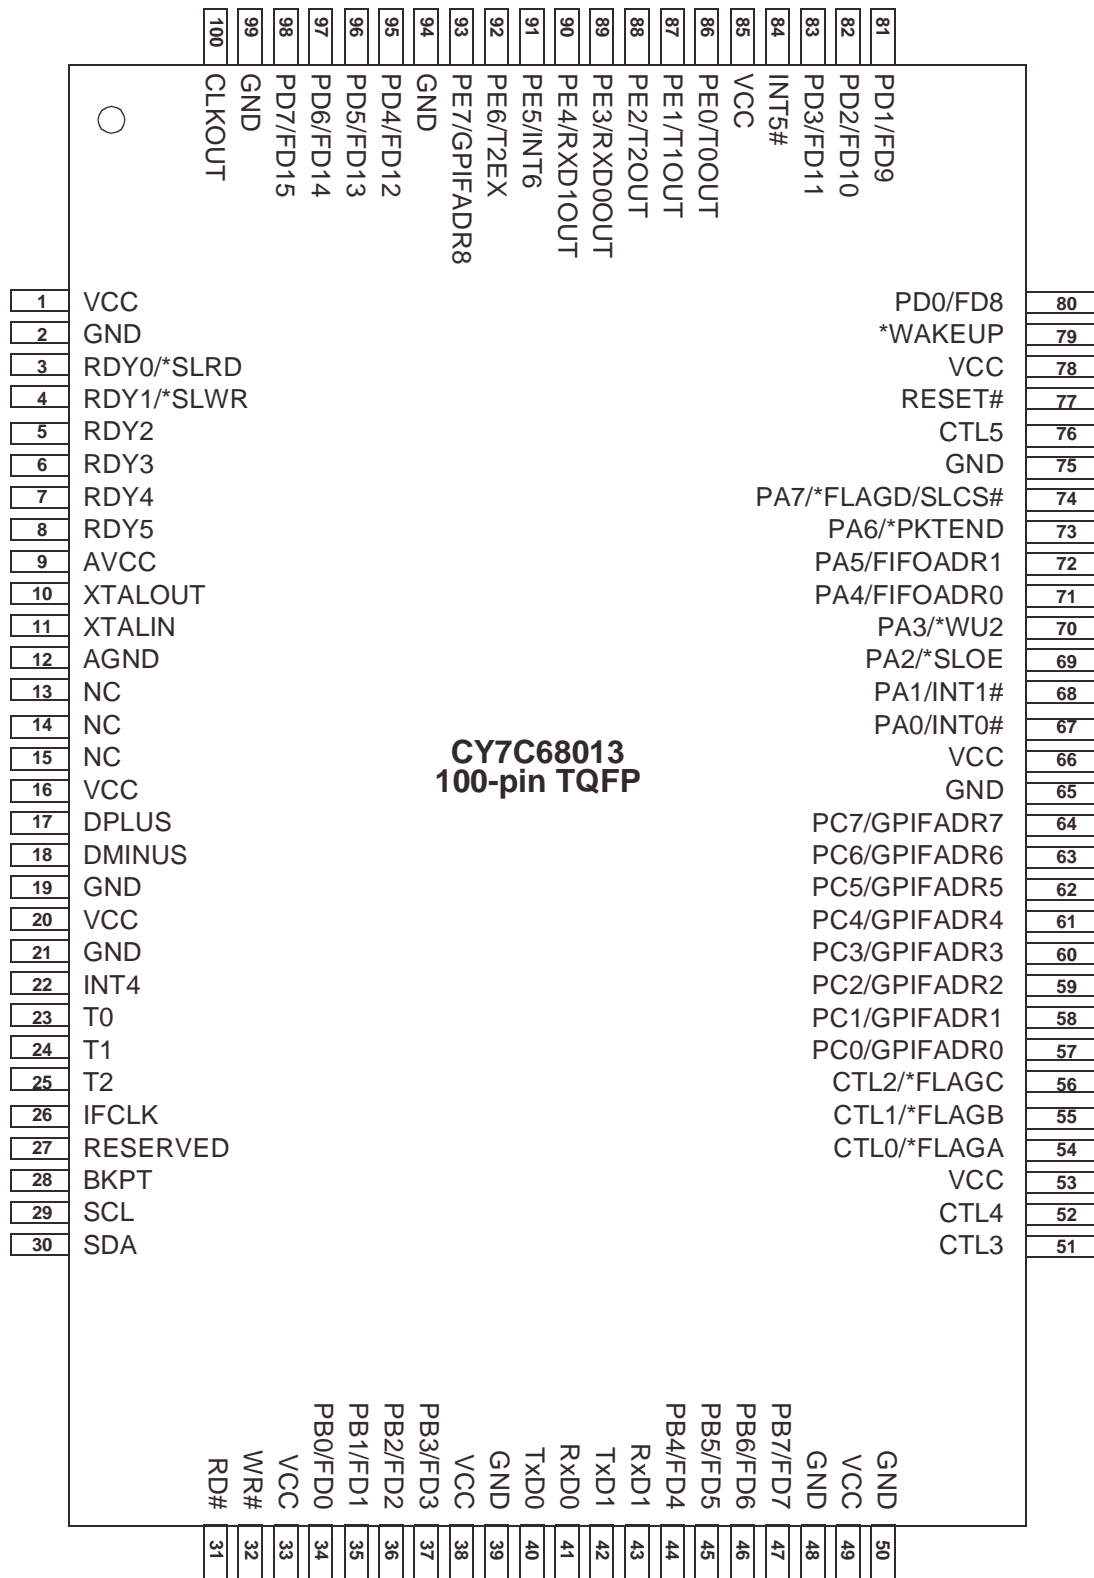 100 99 98 97 96 95 94 93 92 91 90 89 88 87 86 85 84 83 82 81
CLKOUT
GND
PD7/FD15
PD6/FD14
PD5/FD13
PD4/FD12
GND
PE7/GPIFADR8
PE6/T2EX
PE5/INT6
PE4/RXD1OUT
PE3/RXD0OUT
PE2/T2OUT
PE1/T1OUT
PE0/T0OUT
VCC
INT5#
PD3/FD11
PD2/FD10
PD1/FD9
1 VCC
2 GND
3 RDY0/*SLRD
4 RDY1/*SLWR
5 RDY2
6 RDY3
7 RDY4
8 RDY5
9 AVCC
10 XTALOUT
11 XTALIN
12 AGND
13 NC
14 NC
15 NC
16 VCC
17 DPLUS
18 DMINUS
19 GND
20 VCC
21 GND
22 INT4
23 T0
24 T1
25 T2
26 IFCLK
27 RESERVED
28 BKPT
29 SCL
30 SDA
CY7C68013
100-pin TQFP
PD0/FD8 80
*WAKEUP 79
VCC 78
RESET# 77
CTL5 76
GND 75
PA7/*FLAGD/SLCS# 74
PA6/*PKTEND 73
PA5/FIFOADR1 72
PA4/FIFOADR0 71
PA3/*WU2 70
PA2/*SLOE 69
PA1/INT1# 68
PA0/INT0# 67
VCC 66
GND 65
PC7/GPIFADR7 64
PC6/GPIFADR6 63
PC5/GPIFADR5 62
PC4/GPIFADR4 61
PC3/GPIFADR3 60
PC2/GPIFADR2 59
PC1/GPIFADR1 58
PC0/GPIFADR0 57
CTL2/*FLAGC 56
CTL1/*FLAGB 55
CTL0/*FLAGA 54
VCC 53
CTL4 52
CTL3 51
RD#
WR#
VCC
PB0/FD0
PB1/FD1
PB2/FD2
PB3/FD3
VCC
GND
TxD0
RxD0
TxD1
RxD1
PB4/FD4
PB5/FD5
PB6/FD6
PB7/FD7
GND
VCC
GND
31 32 33 34 35 36 37 38 39 40 41 42 43 44 45 46 47 48 49 50